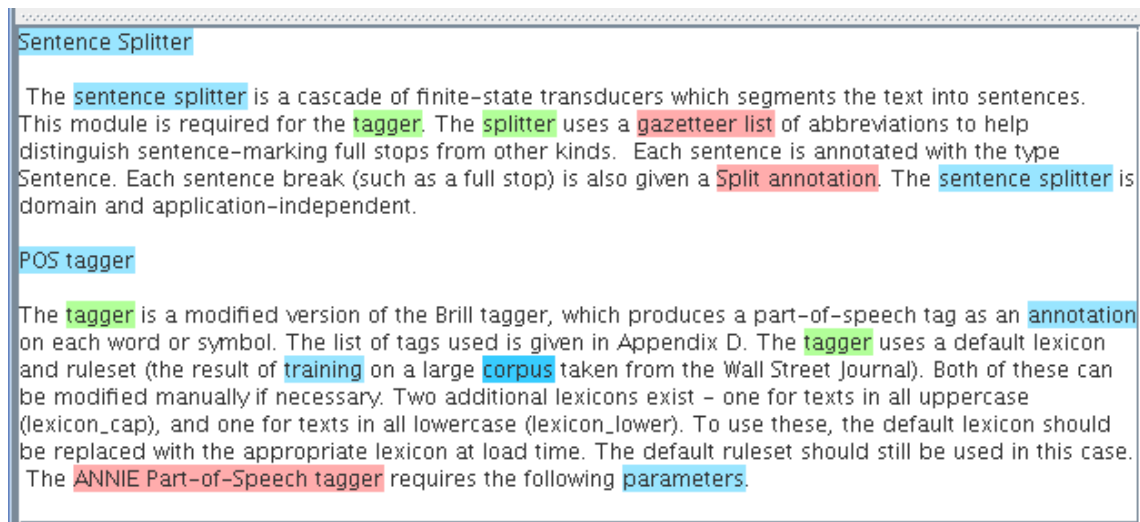 Sentence Splitter
The sentence splitter is a cascade of finite-state transducers which segments the text into sentences.
This module is required for the tagger. The splitter uses a gazetteer list of abbreviations to help
distinguish sentence-marking full stops from other kinds.  Each sentence is annotated with the type
Sentence. Each sentence break (such as a full stop) is also given a Split annotation. The sentence splitter is
domain and application-independent.
POS tagger
The tagger is a modified version of the Brill tagger, which produces a part-of-speech tag as an annotation
on each word or symbol. The list of tags used is given in Appendix D. The tagger uses a default lexicon
and ruleset (the result of training on a large corpus taken from the Wall Street Journal). Both of these can
be modified manually if necessary. Two additional lexicons exist - one for texts in all uppercase
(lexicon_cap), and one for texts in all lowercase (lexicon_lower). To use these, the default lexicon should
be replaced with the appropriate lexicon at load time. The default ruleset should still be used in this case.
The ANNIE Part-of-Speech tagger requires the following parameters.